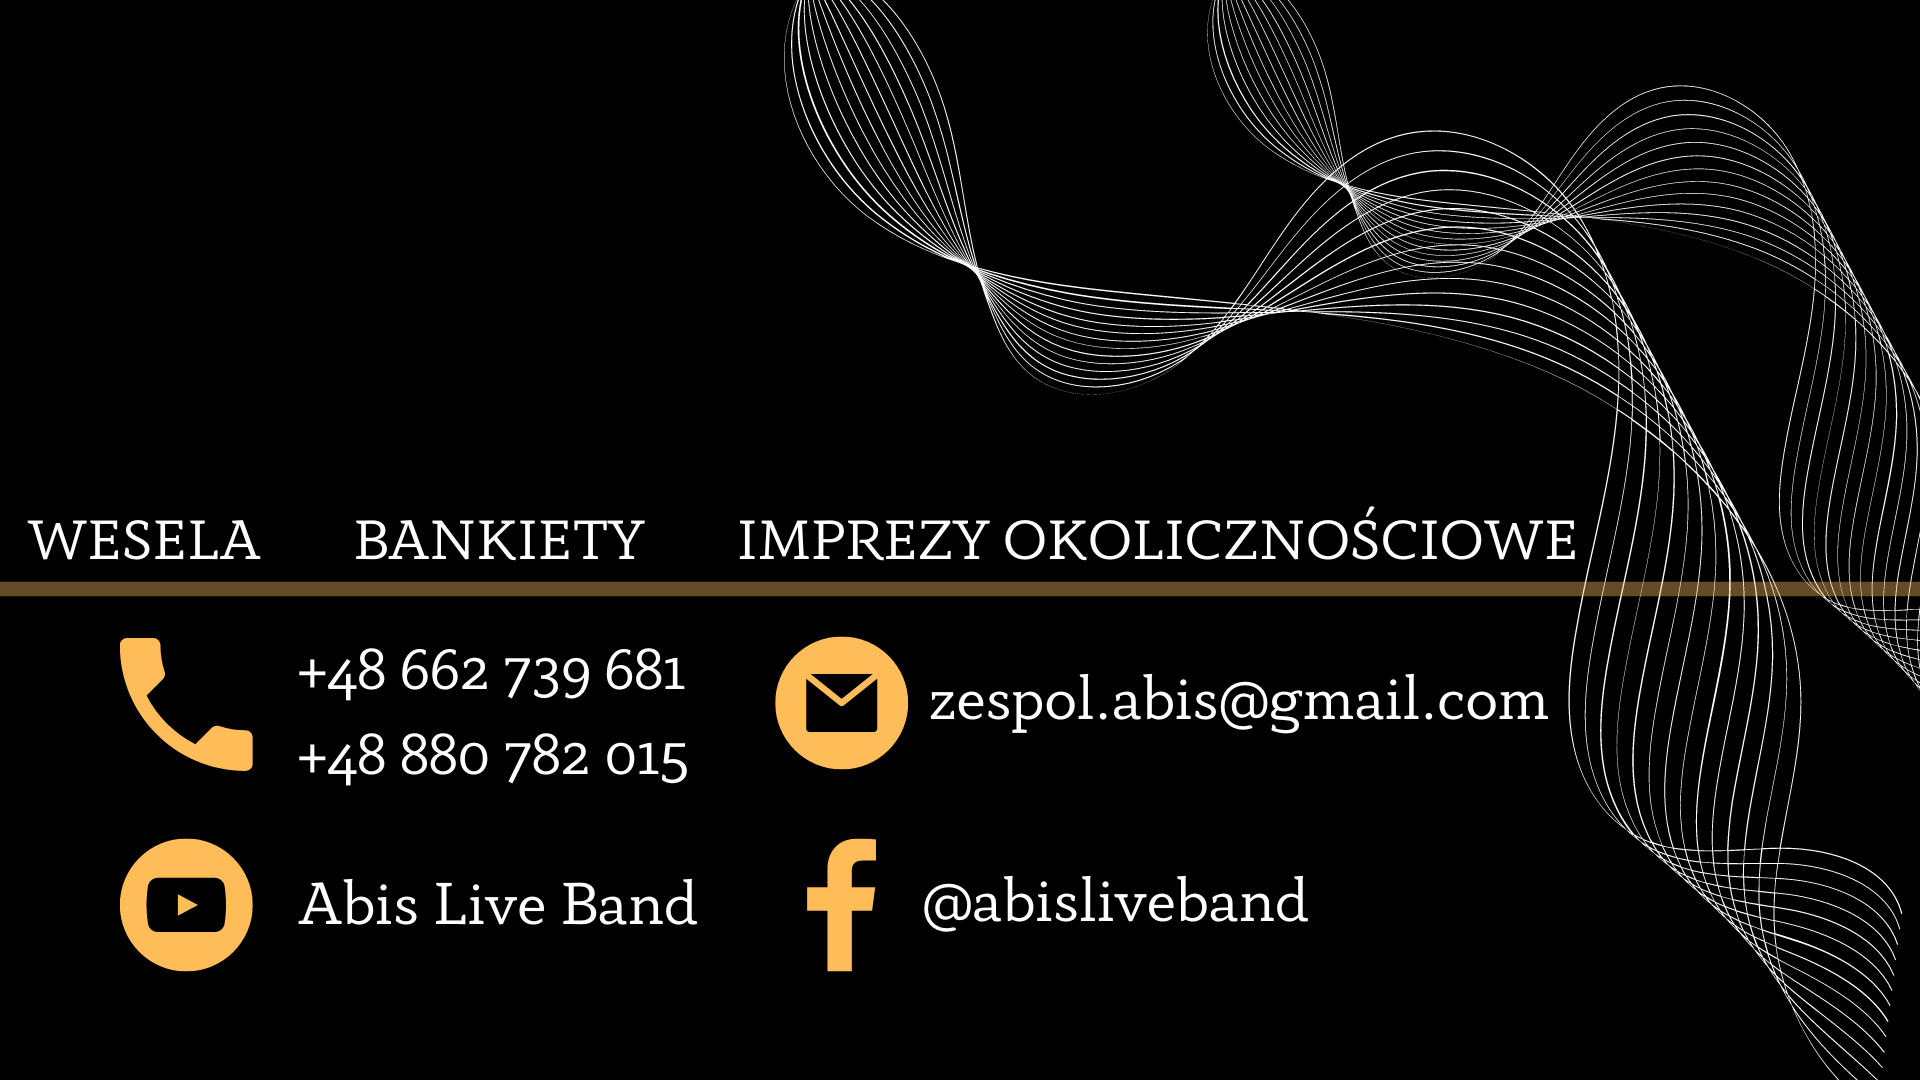 WESELA BANKIETY IMPREZY OKOLICZNOŚCIOWE
+48 662 739 681
+48 880 782 015
zespol.abis@gmail.com
Abis Live Band
@abisliveband